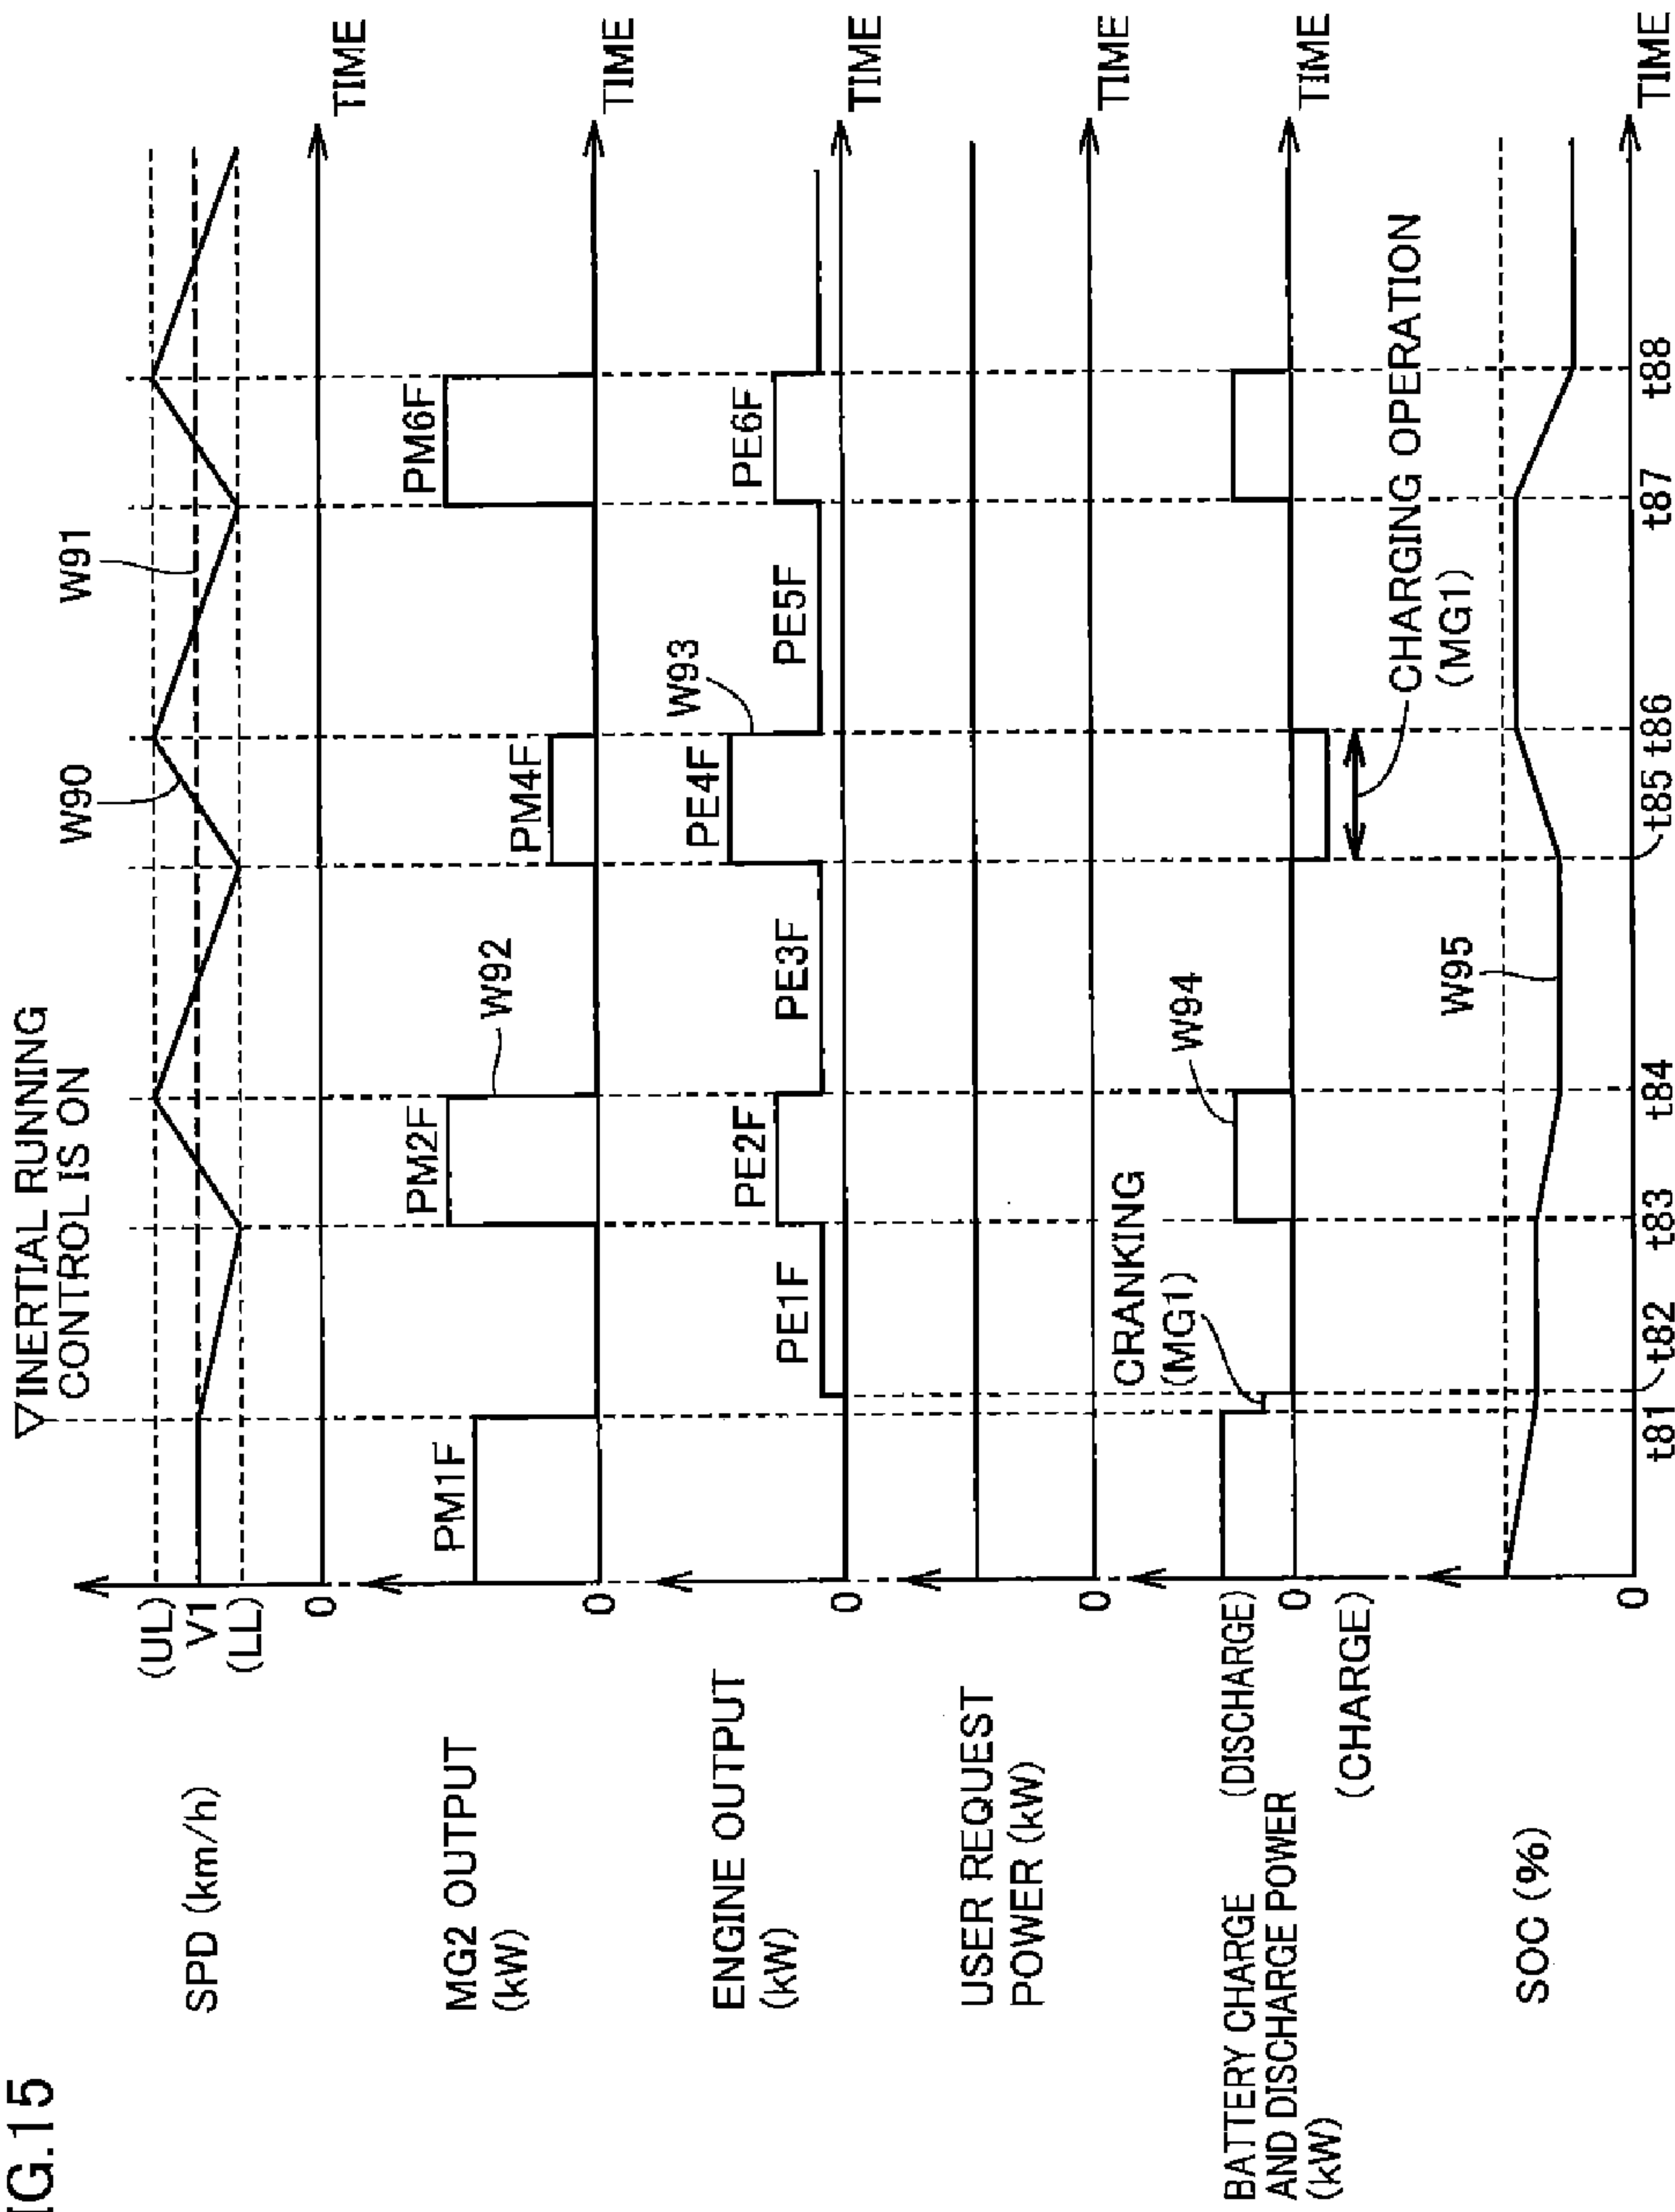 FIG.15
▽INERTIAL RUNNING
CONTROL IS ON
W90
W91
SPD (km/h)
(UL)
V1
(LL)
0
TIME
MG2 OUTPUT
(kW)
PM1F
PM2F
W92
PM4F
PM6F
0
TIME
ENGINE OUTPUT
(kW)
PE1F
PE2F
PE3F
PE4F
W93
PE5F
PE6F
0
TIME
USER REQUEST
POWER (kW)
0
TIME
BATTERY CHARGE
AND DISCHARGE POWER
(kW)
(DISCHARGE)
0
(CHARGE)
CRANKING
(MG1)
W94
CHARGING OPERATION
(MG1)
TIME
SOC (%)
W95
0
t81
t82
t83
t84
t85
t86
t87
t88
TIME